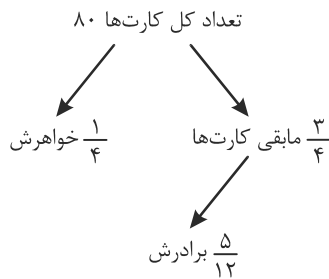 تعداد کل کارت‌ها ۸۰
۳/۴ مابقی کارت‌ها
۱/۴ خواهرش
۵/۱۲ برادرش